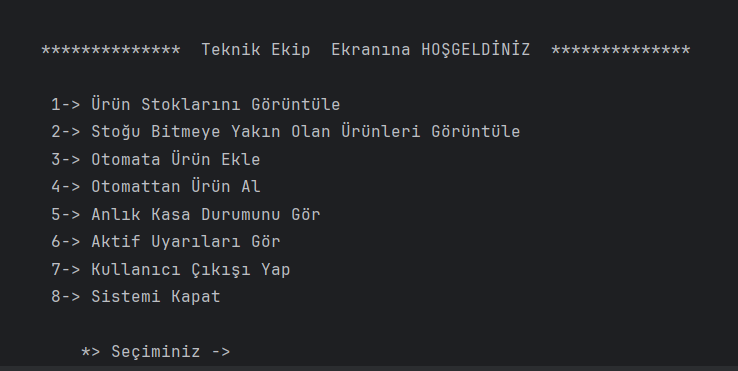 ************** Teknik Ekip Ekranına HOŞGELDİNİZ **************
1-> Ürün Stoklarını Görüntüle
2-> Stoğu Bitmeye Yakın Olan Ürünleri Görüntüle
3-> Otomata Ürün Ekle
4-> Otomattan Ürün Al
5-> Anlık Kasa Durumunu Gör
6-> Aktif Uyarıları Gör
7-> Kullanıcı Çıkışı Yap
8-> Sistemi Kapat
*> Seçiminiz ->